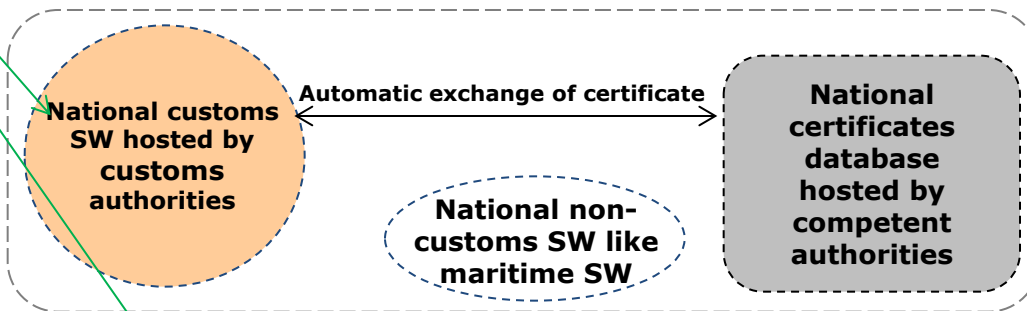 National customs
SW hosted by
customs
authorities
Automatic exchange of certificate
National non-
customs SW like
maritime SW
National
certificates
database
hosted by
competent
authorities